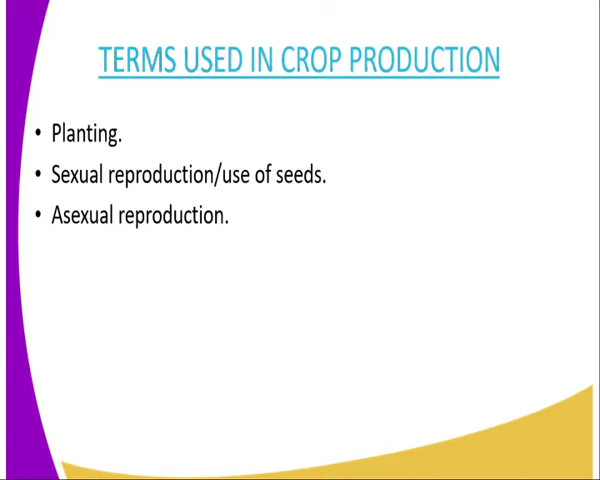 TERMS USED IN CROP PRODUCTION
• Planting.
• Sexual reproduction/use of seeds.
• Asexual reproduction.